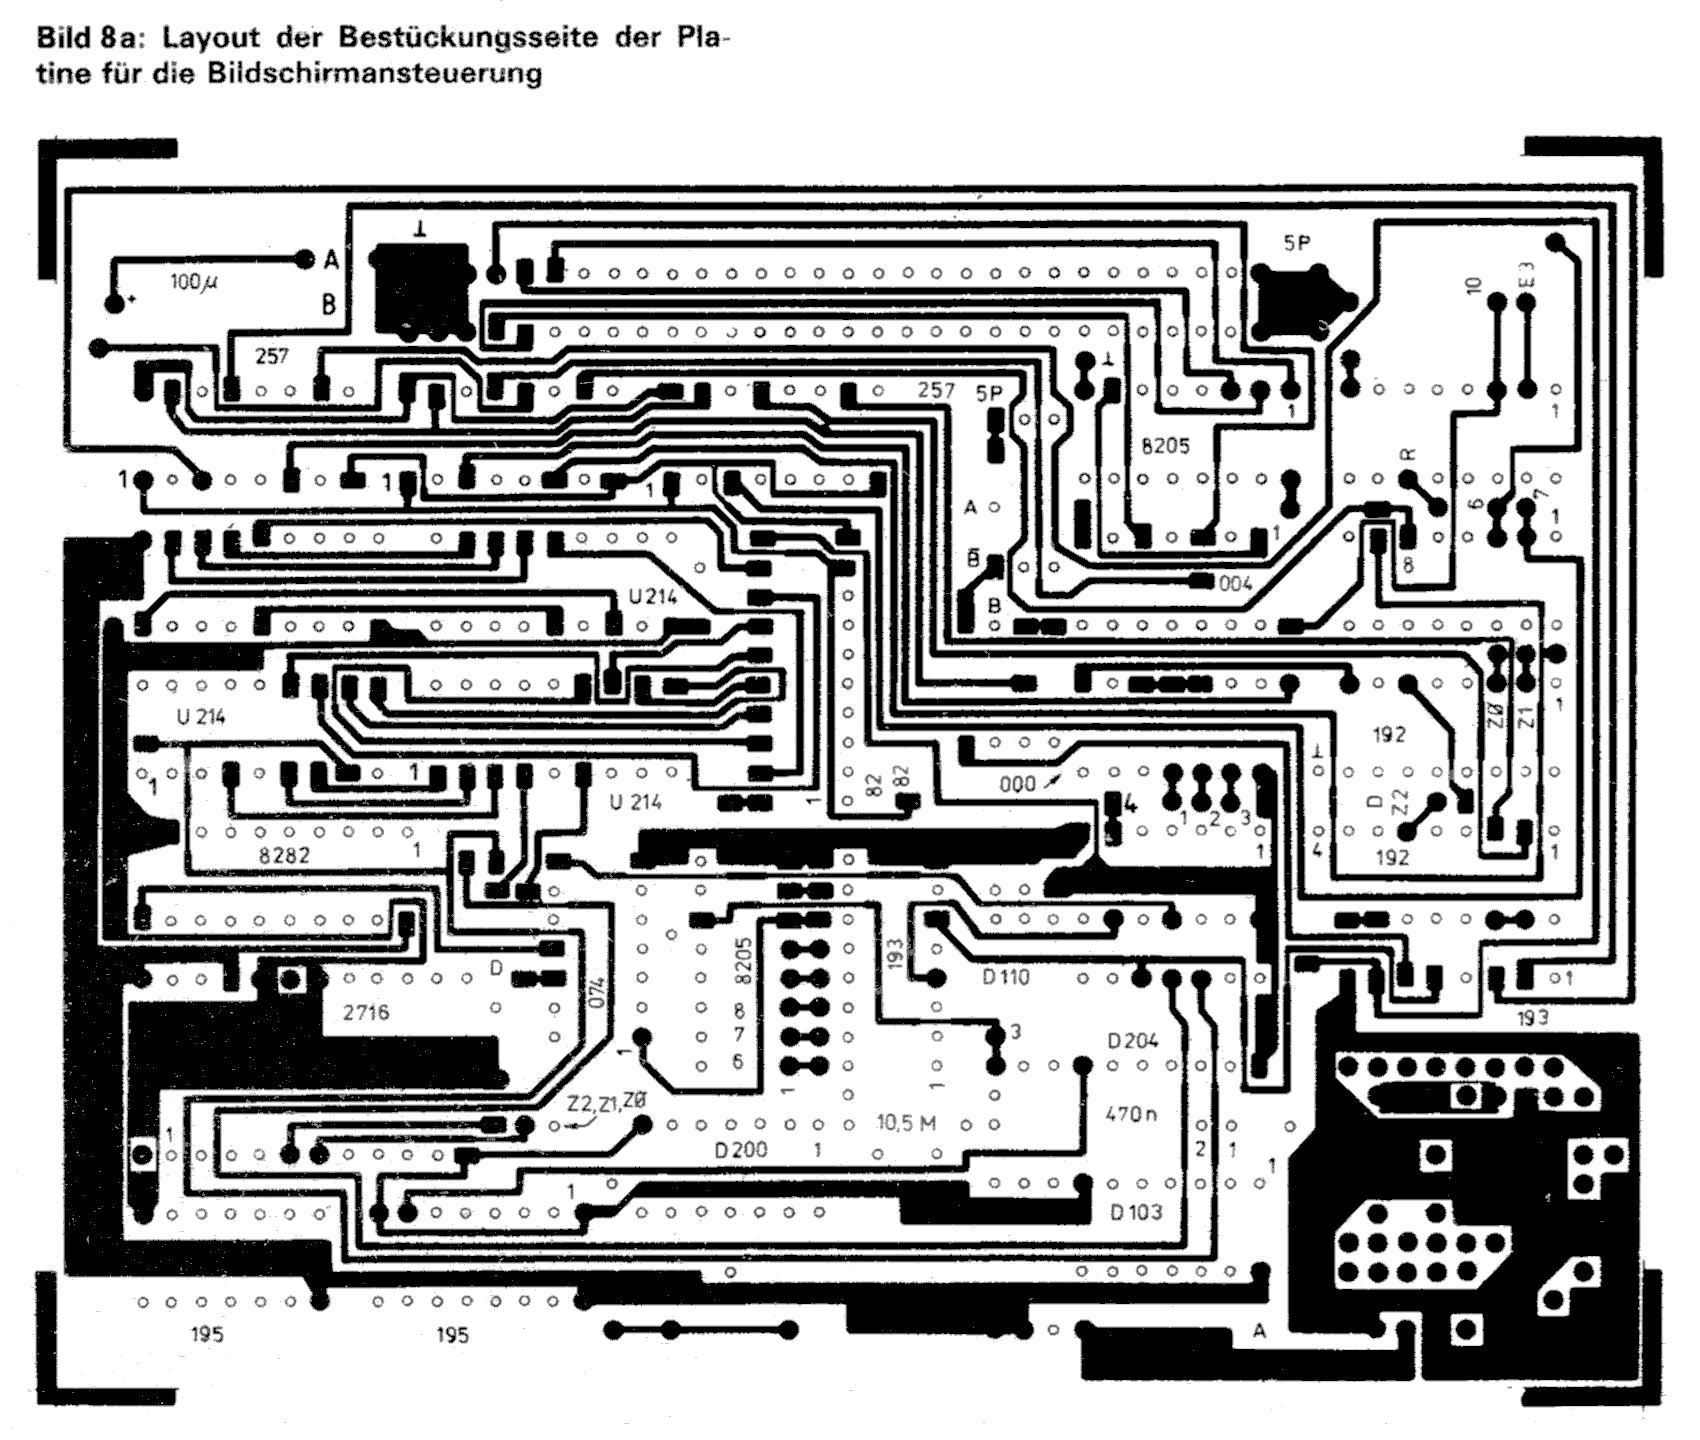 Bild 8a: Layout der Bestückungsseite der Pla-
tine für die Bildschirmansteuerung
⊥
A
100µ
+
B
5P
10
E3
257
257
5P
⊥
1
1
8205
R
1
1
1
A
6
7
1
1
B̅
004
8
U214
B
U 214
Z0
Z1
1
192
⊥
1
1
000
U 214
1
82
82
4
1
2
3
D
Z2
8282
1
1
4
192
1
D
8205
193
D110
1
074
2716
8
7
6
193
3
1
D204
1
1
Z2,Z1,Z0
470n
10,5 M
1
D200
1
2
1
1
1
D103
195
195
A